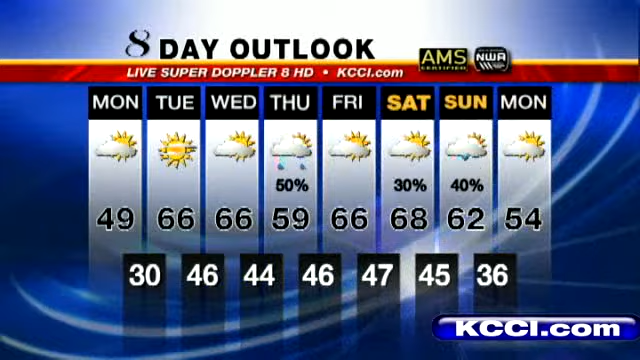 8 DAY OUTLOOK
AMS
CERTIFIED
NWA
LIVE SUPER DOPPLER 8 HD • KCCI.com
MON TUE WED THU FRI SAT SUN MON
50% 30% 40%
49 66 66 59 66 68 62 54
30 46 44 46 47 45 36
KCCI.com